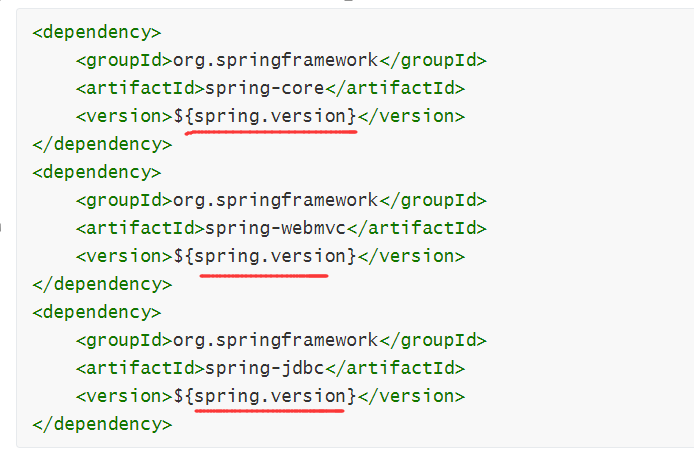 <dependency>
    <groupId>org.springframework</groupId>
    <artifactId>spring-core</artifactId>
    <version>${spring.version}</version>
</dependency>
<dependency>
    <groupId>org.springframework</groupId>
    <artifactId>spring-webmvc</artifactId>
    <version>${spring.version}</version>
</dependency>
<dependency>
    <groupId>org.springframework</groupId>
    <artifactId>spring-jdbc</artifactId>
    <version>${spring.version}</version>
</dependency>